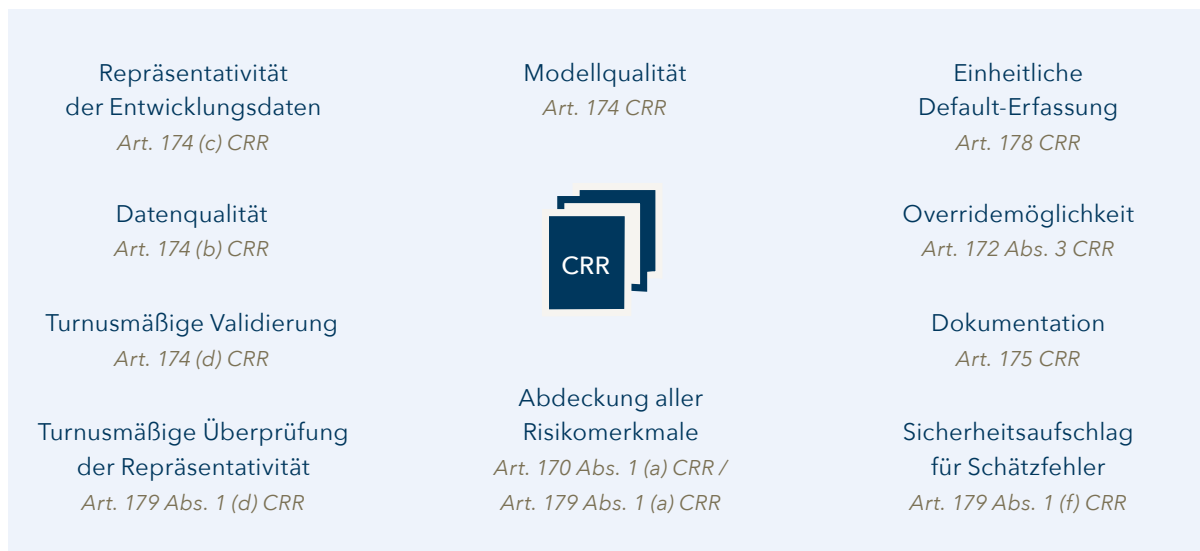 Repräsentativität
der Entwicklungsdaten
Art. 174 (c) CRR
Datenqualität
Art. 174 (b) CRR
Turnusmäßige Validierung
Art. 174 (d) CRR
Turnusmäßige Überprüfung
der Repräsentativität
Art. 179 Abs. 1 (d) CRR
Modellqualität
Art. 174 CRR
CRR
Abdeckung aller
Risikomerkmale
Art. 170 Abs. 1 (a) CRR /
Art. 179 Abs. 1 (a) CRR
Einheitliche
Default-Erfassung
Art. 178 CRR
Overridemöglichkeit
Art. 172 Abs. 3 CRR
Dokumentation
Art. 175 CRR
Sicherheitsaufschlag
für Schätzfehler
Art. 179 Abs. 1 (f) CRR